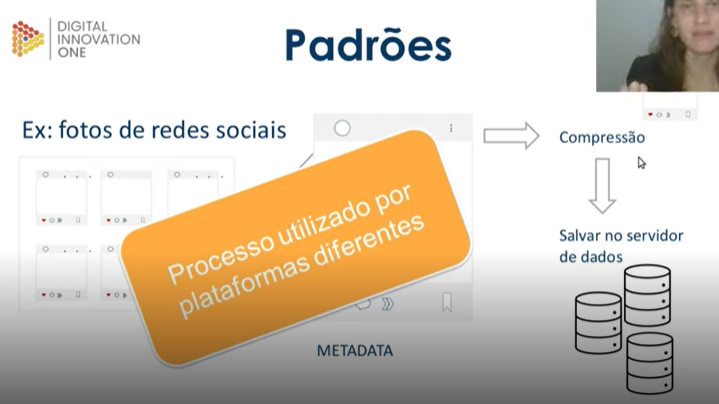 DIGITAL
INNOVATION
ONE
Padrões
Ex: fotos de redes sociais
Processo utilizado por
plataformas diferentes
METADATA
Compressão
Salvar no servidor
de dados